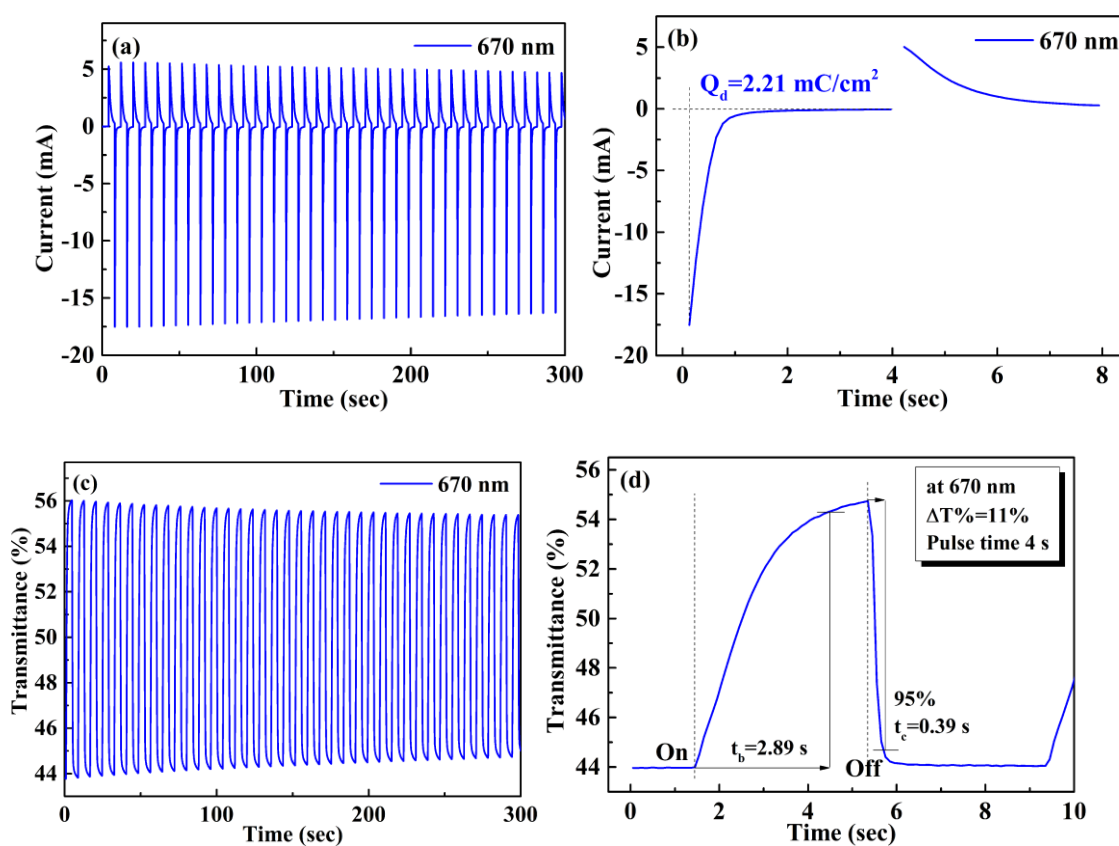 (a)
670 nm
Current (mA)
10
5
0
-5
-10
-15
-20
0
100
200
300
Time (sec)
(b)
670 nm
Q_d=2.21 mC/cm²
Current (mA)
5
0
-5
-10
-15
-20
0
2
4
6
8
Time (sec)
(c)
670 nm
Transmittance (%)
56
54
52
50
48
46
44
0
100
200
300
Time (sec)
(d)
at 670 nm
ΔT%=11%
Pulse time 4 s
Transmittance (%)
56
54
52
50
48
46
44
95%
t_c=0.39 s
On
t_b=2.89 s
Off
0
2
4
6
8
10
Time (sec)